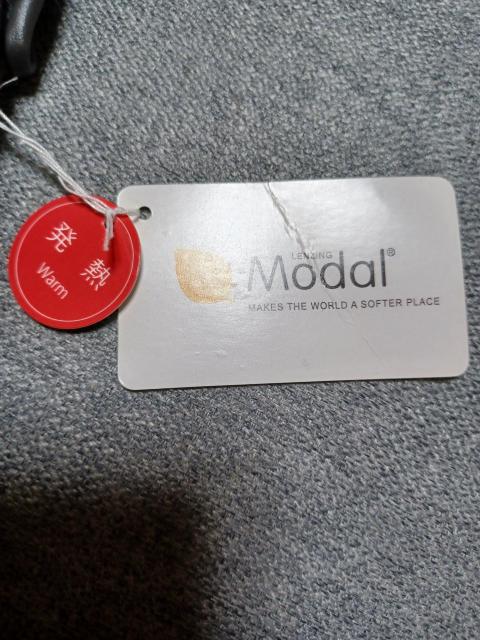 発熱
Warm
LENZING
Modal®
MAKES THE WORLD A SOFTER PLACE